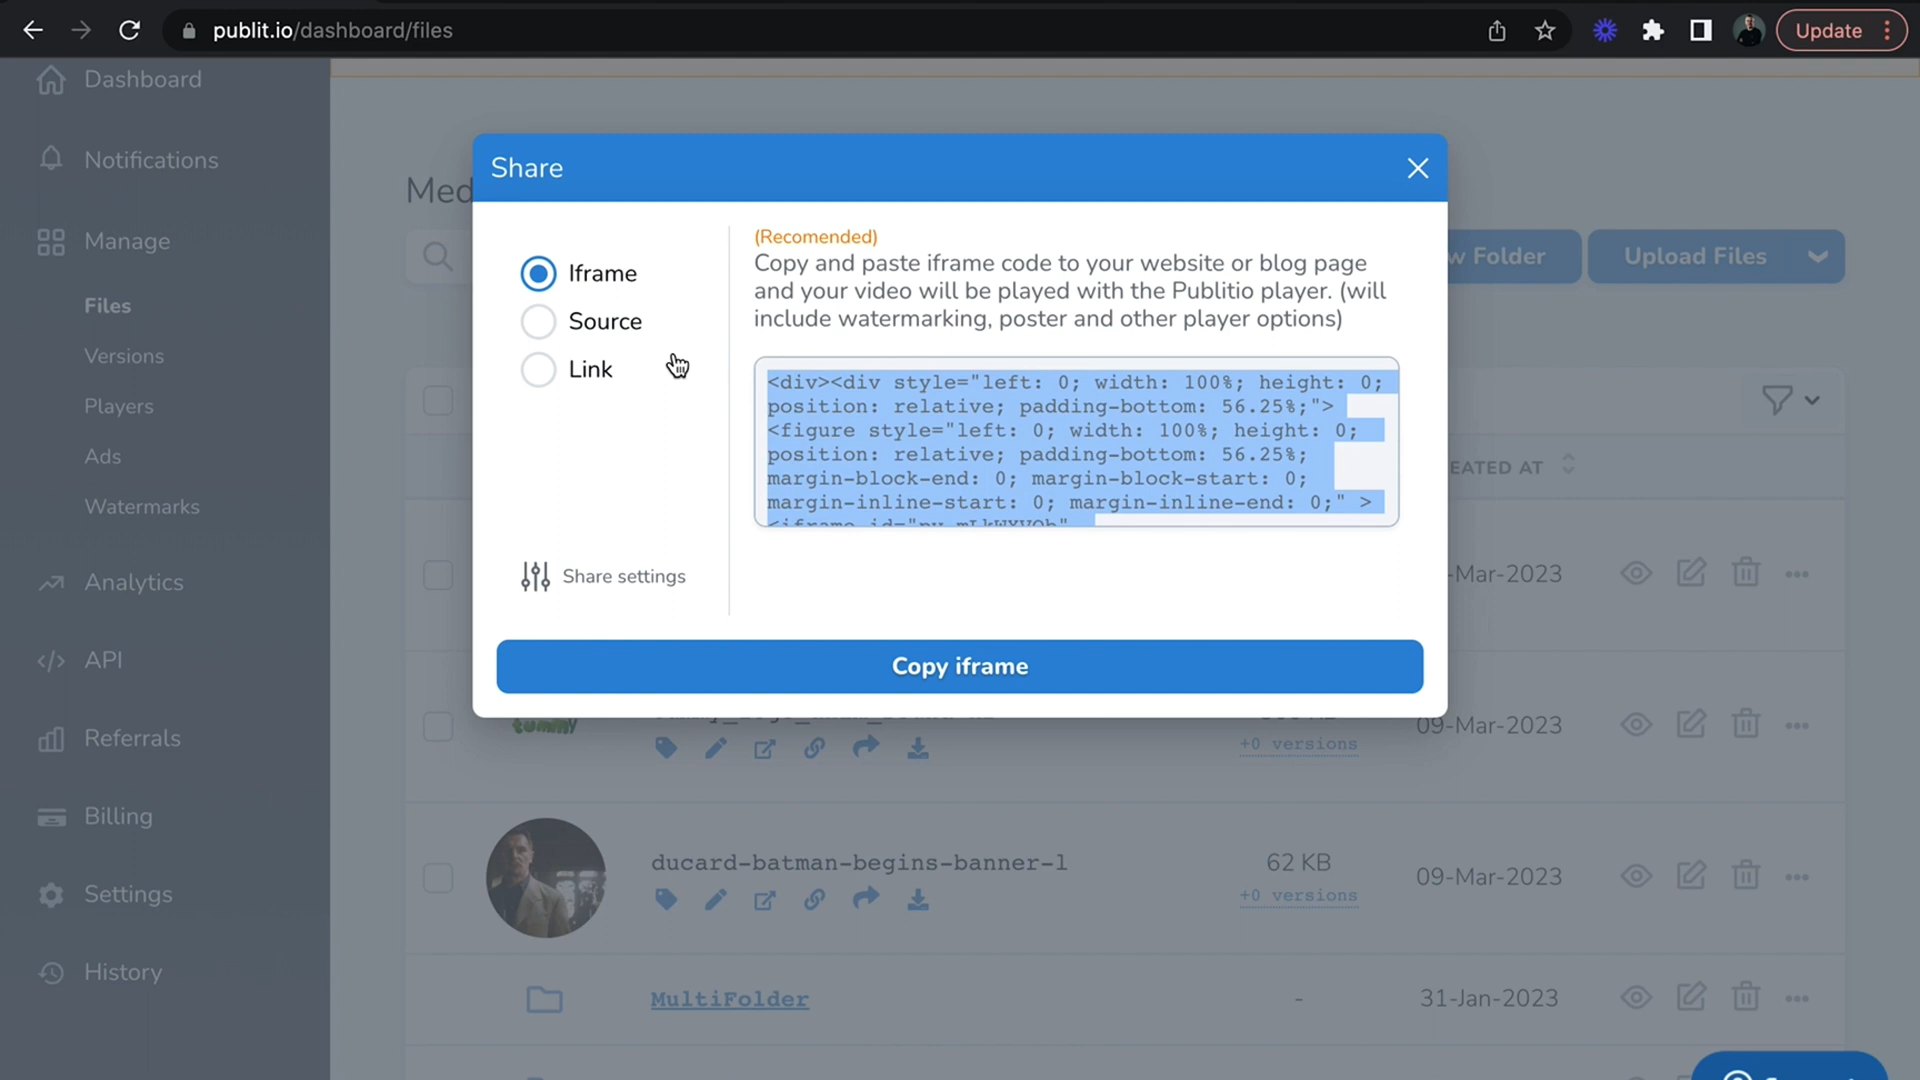 publit.io/dashboard/files
Update
Dashboard
Notifications
Manage
Files
Versions
Players
Ads
Watermarks
Analytics
API
Referrals
Billing
Settings
History
Med
w Folder
Upload Files
Share
Iframe
Source
Link
Share settings
(Recomended)
Copy and paste iframe code to your website or blog page
and your video will be played with the Publitio player. (will
include watermarking, poster and other player options)
<div><div style="left: 0; width: 100%; height: 0;
position: relative; padding-bottom: 56.25%;">
<figure style="left: 0; width: 100%; height: 0;
position: relative; padding-bottom: 56.25%;
margin-block-end: 0; margin-block-start: 0;
margin-inline-start: 0; margin-inline-end: 0;" >
<iframe
Copy iframe
EATED AT
-Mar-2023
tummy
+0 versions
09-Mar-2023
ducard-batman-begins-banner-l
62 KB
+0 versions
09-Mar-2023
MultiFolder
-
31-Jan-2023